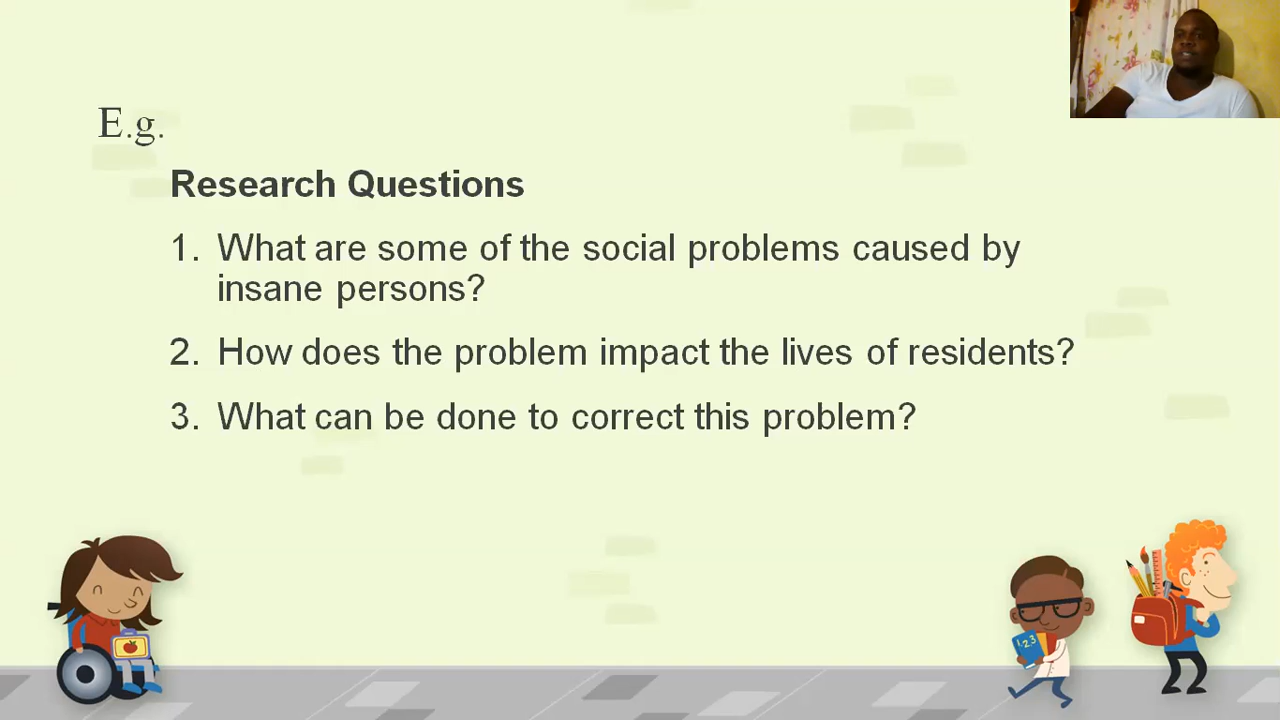 E.g.
Research Questions
1. What are some of the social problems caused by
insane persons?
2. How does the problem impact the lives of residents?
3. What can be done to correct this problem?
123